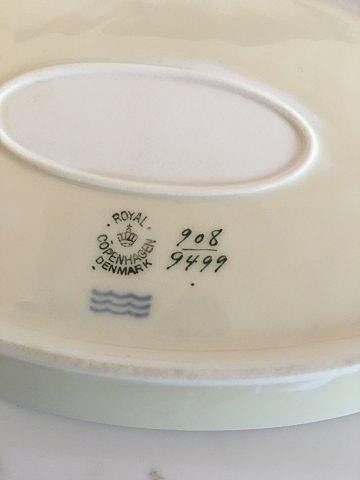 ROYAL
COPENHAGEN
DENMARK
908
9499